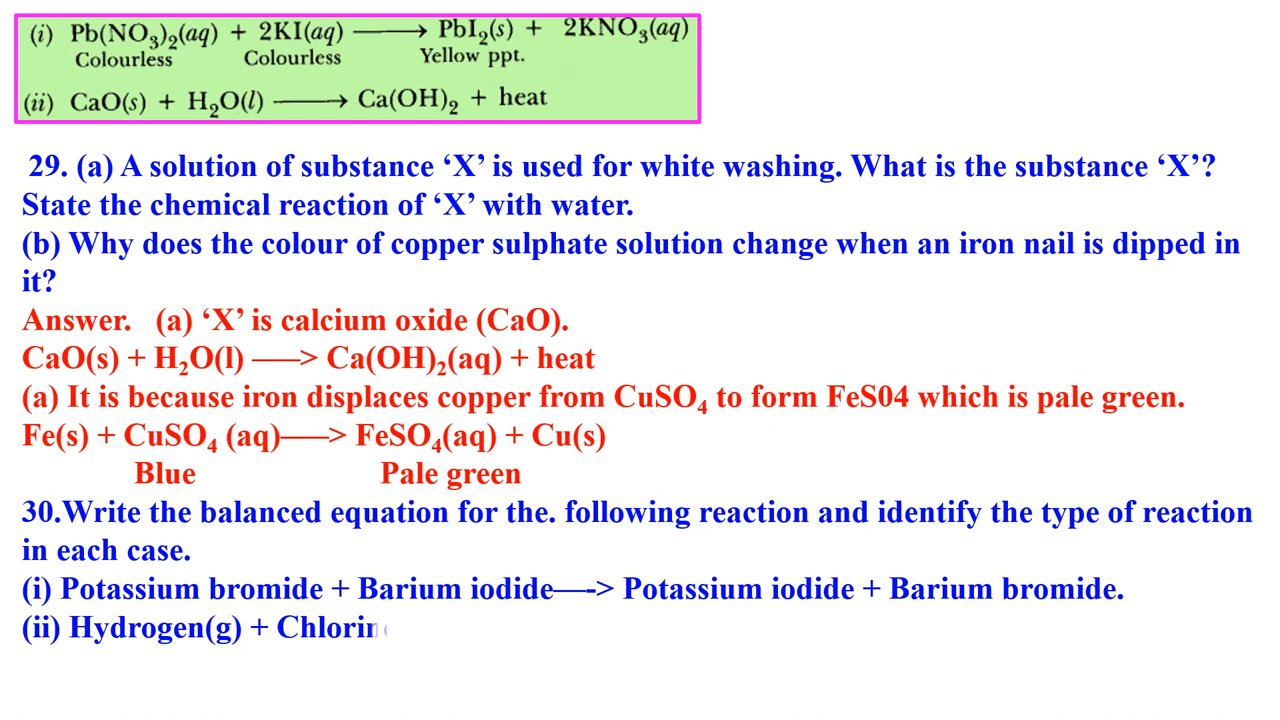 (i) Pb(NO₃)₂(aq) + 2KI(aq) ⟶ PbI₂(s) + 2KNO₃(aq)
Colourless Colourless Yellow ppt.
(ii) CaO(s) + H₂O(l) ⟶ Ca(OH)₂ + heat
29. (a) A solution of substance ‘X’ is used for white washing. What is the substance ‘X’?
State the chemical reaction of ‘X’ with water.
(b) Why does the colour of copper sulphate solution change when an iron nail is dipped in
it?
Answer. (a) ‘X’ is calcium oxide (CaO).
CaO(s) + H₂O(l) —–> Ca(OH)₂(aq) + heat
(a) It is because iron displaces copper from CuSO₄ to form FeS04 which is pale green.
Fe(s) + CuSO₄ (aq)—–> FeSO₄(aq) + Cu(s)
Blue Pale green
30.Write the balanced equation for the. following reaction and identify the type of reaction
in each case.
(i) Potassium bromide + Barium iodide—-> Potassium iodide + Barium bromide.
(ii) Hydrogen(g) +